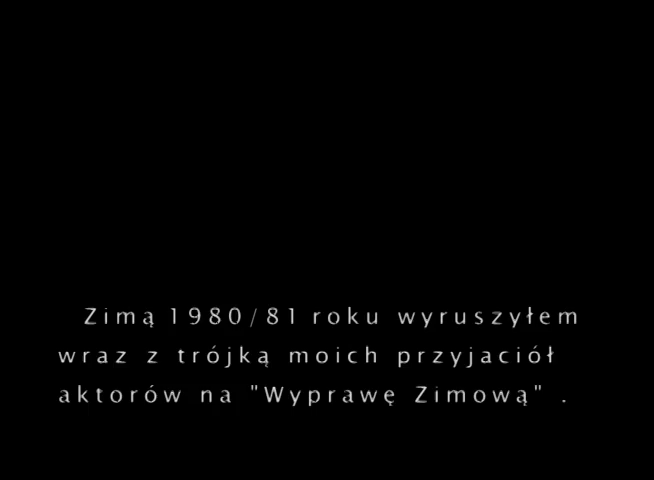 Zimą 1980/81 roku wyruszyłem
wraz z trójką moich przyjaciół
aktorów na "Wyprawę Zimową" .